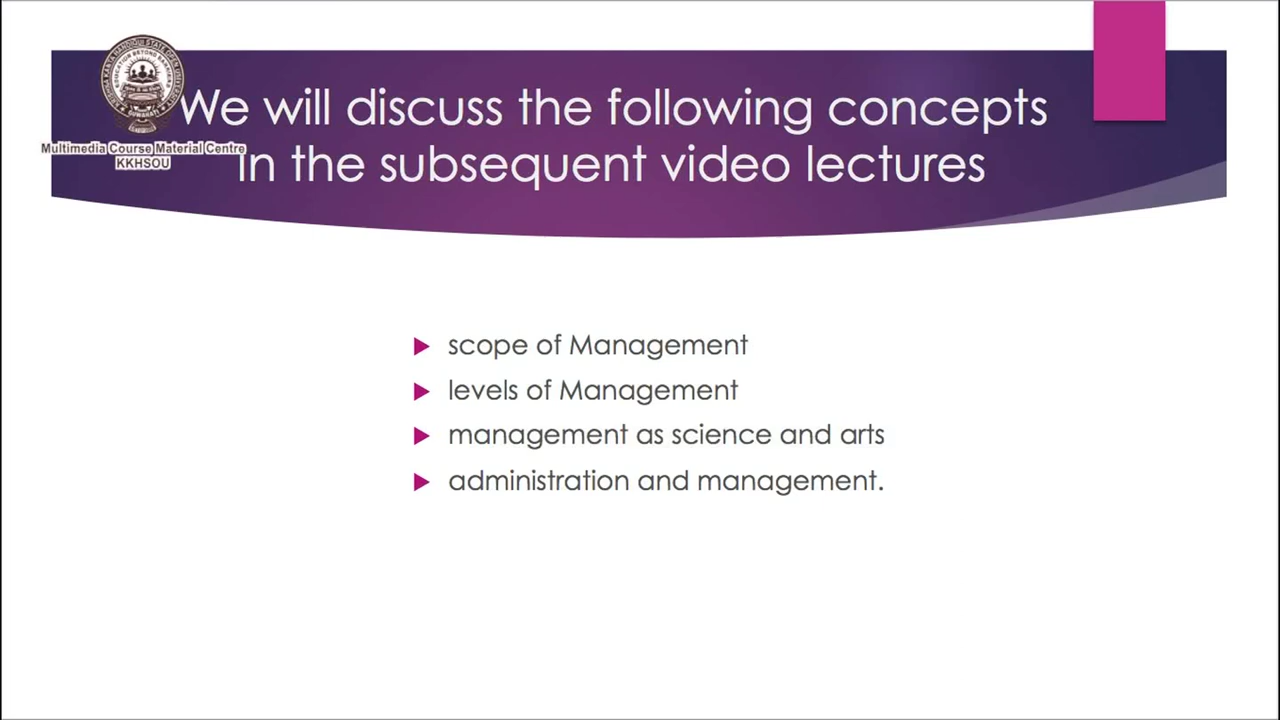 We will discuss the following concepts
in the subsequent video lectures
Multimedia Course Material Centre
KKHSOU
scope of Management
levels of Management
management as science and arts
administration and management.